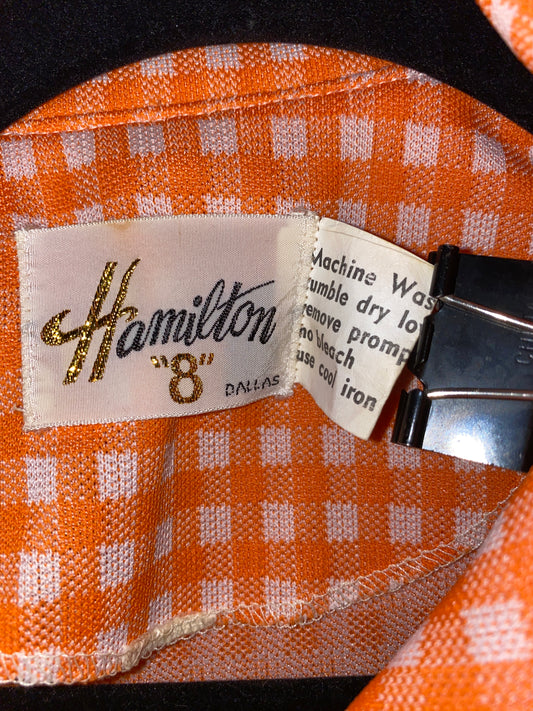 Hamilton
"8"
DALLAS
Machine Was
tumble dry lo
remove promp
no bleach
use cool iron